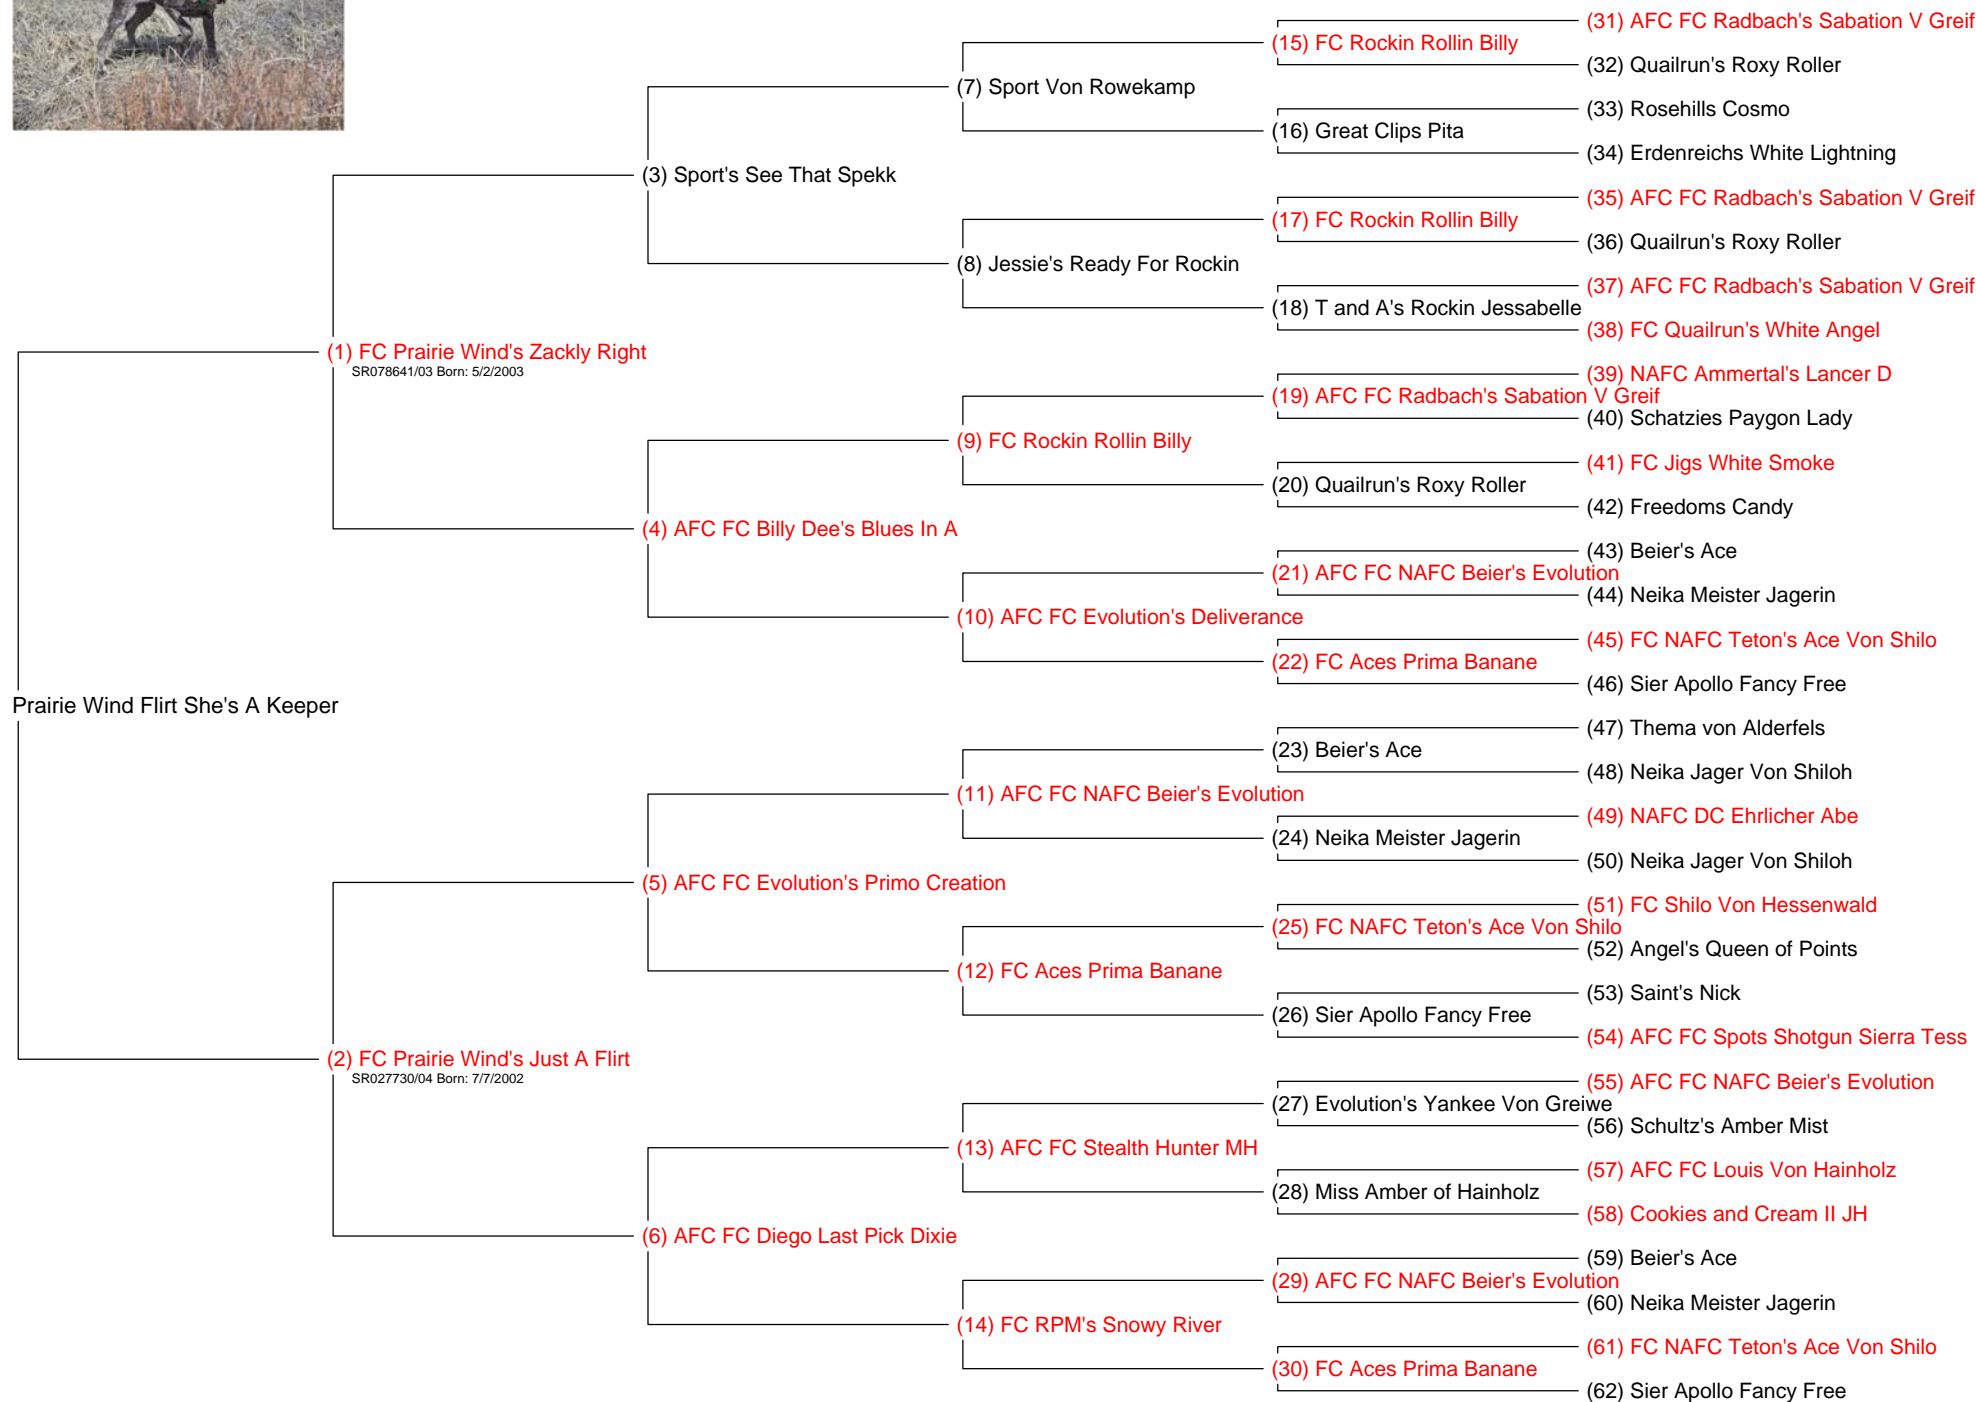 (31) AFC FC Radbach's Sabation V Greif
(15) FC Rockin Rollin Billy
(32) Quailrun's Roxy Roller
(7) Sport Von Rowekamp
(33) Rosehills Cosmo
(16) Great Clips Pita
(34) Erdenreichs White Lightning
(3) Sport's See That Spekk
(35) AFC FC Radbach's Sabation V Greif
(17) FC Rockin Rollin Billy
(36) Quailrun's Roxy Roller
(8) Jessie's Ready For Rockin
(37) AFC FC Radbach's Sabation V Greif
(18) T and A's Rockin Jessabelle
(38) FC Quailrun's White Angel
(1) FC Prairie Wind's Zackly Right
SR078641/03 Born: 5/2/2003
(39) NAFC Ammertal's Lancer D
(19) AFC FC Radbach's Sabation V Greif
(40) Schatzies Paygon Lady
(9) FC Rockin Rollin Billy
(41) FC Jigs White Smoke
(20) Quailrun's Roxy Roller
(42) Freedoms Candy
(4) AFC FC Billy Dee's Blues In A
(43) Beier's Ace
(21) AFC FC NAFC Beier's Evolution
(44) Neika Meister Jagerin
(10) AFC FC Evolution's Deliverance
(45) FC NAFC Teton's Ace Von Shilo
(22) FC Aces Prima Banane
(46) Sier Apollo Fancy Free
Prairie Wind Flirt She's A Keeper
(47) Thema von Alderfels
(23) Beier's Ace
(48) Neika Jager Von Shiloh
(11) AFC FC NAFC Beier's Evolution
(49) NAFC DC Ehrlicher Abe
(24) Neika Meister Jagerin
(50) Neika Jager Von Shiloh
(5) AFC FC Evolution's Primo Creation
(51) FC Shilo Von Hessenwald
(25) FC NAFC Teton's Ace Von Shilo
(52) Angel's Queen of Points
(12) FC Aces Prima Banane
(53) Saint's Nick
(26) Sier Apollo Fancy Free
(54) AFC FC Spots Shotgun Sierra Tess
(2) FC Prairie Wind's Just A Flirt
SR027730/04 Born: 7/7/2002
(55) AFC FC NAFC Beier's Evolution
(27) Evolution's Yankee Von Greiwe
(56) Schultz's Amber Mist
(13) AFC FC Stealth Hunter MH
(57) AFC FC Louis Von Hainholz
(28) Miss Amber of Hainholz
(58) Cookies and Cream II JH
(6) AFC FC Diego Last Pick Dixie
(59) Beier's Ace
(29) AFC FC NAFC Beier's Evolution
(60) Neika Meister Jagerin
(14) FC RPM's Snowy River
(61) FC NAFC Teton's Ace Von Shilo
(30) FC Aces Prima Banane
(62) Sier Apollo Fancy Free